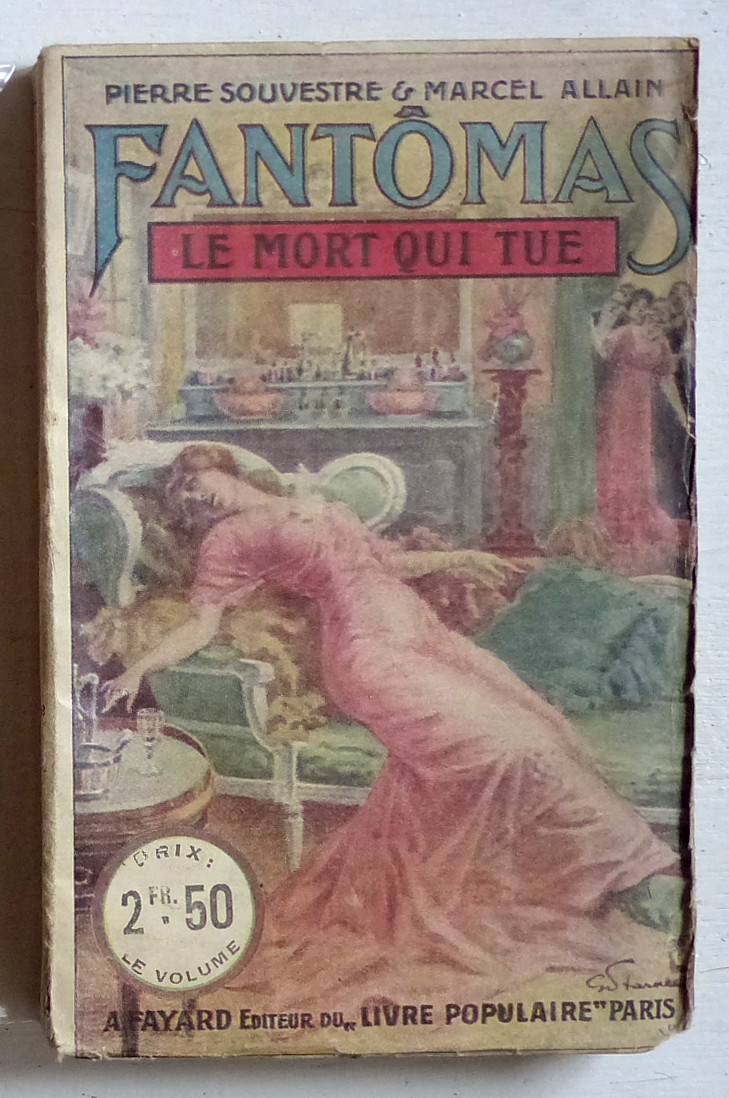 PIERRE SOUVESTRE & MARCEL ALLAIN
FANTÔMAS
LE MORT QUI TUE
PRIX:
2 FR. 50
LE VOLUME
A. FAYARD EDITEUR DU "LIVRE POPULAIRE" PARIS